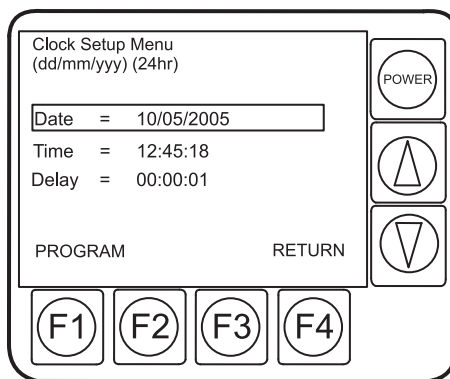 Clock Setup Menu
(dd/mm/yyy) (24hr)
POWER
Date = 10/05/2005
Time = 12:45:18
Delay = 00:00:01
PROGRAM RETURN
F1 F2 F3 F4